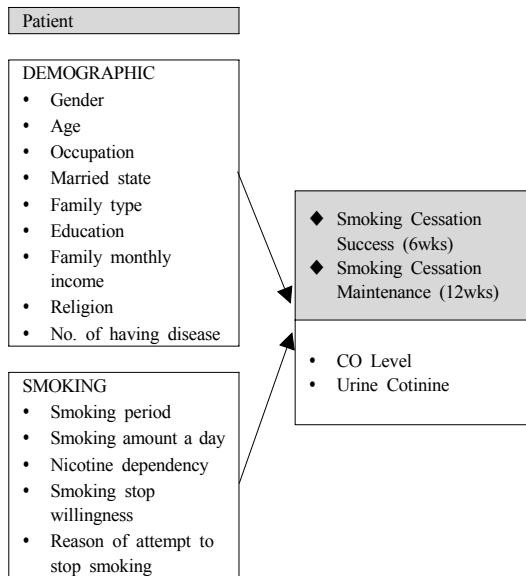 Patient
DEMOGRAPHIC
• Gender
• Age
• Occupation
• Married state
• Family type
• Education
• Family monthly
income
• Religion
• No. of having disease
SMOKING
• Smoking period
• Smoking amount a day
• Nicotine dependency
• Smoking stop
willingness
• Reason of attempt to
stop smoking
◆ Smoking Cessation
Success (6wks)
◆ Smoking Cessation
Maintenance (12wks)
• CO Level
• Urine Cotinine